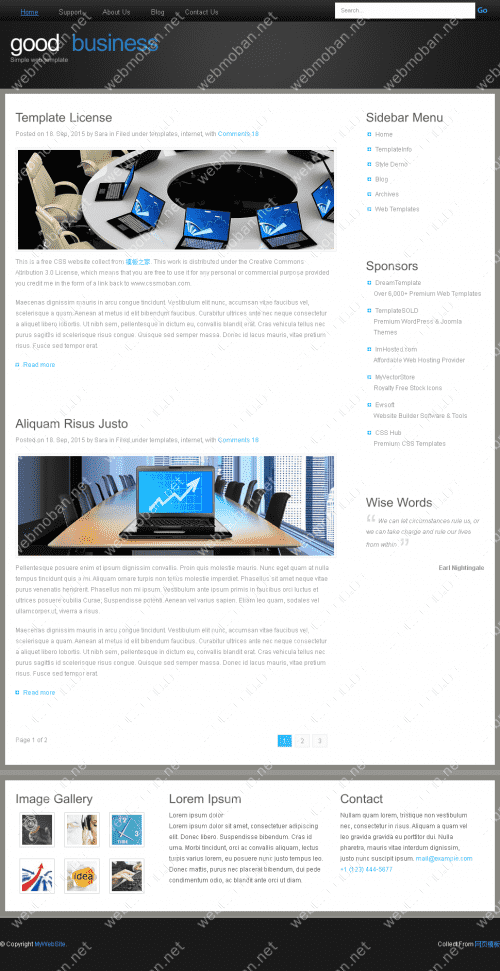 Home Support About Us Blog Contact Us
Search...
Go
good business
Simple web template
Template License
Posted on 18. Sep, 2015 by Sara in Filed under templates, internet, with Comments 18
This is a free CSS website collect from 模板之家. This work is distributed under the Creative Commons
Attribution 3.0 License, which means that you are free to use it for any personal or commercial purpose provided
you credit me in the form of a link back to www.cssmoban.com.
Maecenas dignissim mauris in arcu congue tincidunt. Vestibulum elit nunc, accumsan vitae faucibus vel,
scelerisque a quam. Aenean at metus id elit bibendum faucibus. Curabitur ultrices ante nec neque consectetur
a aliquet libero lobortis. Ut nibh sem, pellentesque in dictum eu, convallis blandit erat. Cras vehicula tellus nec
purus sagittis id scelerisque risus congue. Quisque sed semper massa. Donec id lacus mauris, vitae pretium
risus. Fusce sed tempor erat.
Read more
Aliquam Risus Justo
Posted on 18. Sep, 2015 by Sara in Filed under templates, internet, with Comments 18
Pellentesque posuere enim et ipsum dignissim convallis. Proin quis molestie mauris. Nunc eget quam at nulla
tempus tincidunt quis a mi. Aliquam ornare turpis non tellus molestie imperdiet. Phasellus sit amet neque vitae
purus venenatis hendrerit. Phasellus non mi ipsum. Vestibulum ante ipsum primis in faucibus orci luctus et
ultrices posuere cubilia Curae; Suspendisse potenti. Aenean vel varius sapien. Etiam leo quam, sodales vel
ullamcorper ut, viverra a risus.
Maecenas dignissim mauris in arcu congue tincidunt. Vestibulum elit nunc, accumsan vitae faucibus vel,
scelerisque a quam. Aenean at metus id elit bibendum faucibus. Curabitur ultrices ante nec neque consectetur
a aliquet libero lobortis. Ut nibh sem, pellentesque in dictum eu, convallis blandit erat. Cras vehicula tellus nec
purus sagittis id scelerisque risus congue. Quisque sed semper massa. Donec id lacus mauris, vitae pretium
risus. Fusce sed tempor erat.
Read more
Page 1 of 2
1 2 3
Sidebar Menu
Home
TemplateInfo
Style Demo
Blog
Archives
Web Templates
Sponsors
DreamTemplate
Over 6,000+ Premium Web Templates
TemplateSOLD
Premium WordPress & Joomla
Themes
ImHosted.com
Affordable Web Hosting Provider
MyVectorStore
Royalty Free Stock Icons
Evrsoft
Website Builder Software & Tools
CSS Hub
Premium CSS Templates
Wise Words
“ We can let circumstances rule us, or
we can take charge and rule our lives
from within. ”
Earl Nightingale
Image Gallery
idea
Lorem Ipsum
Lorem ipsum dolor
Lorem ipsum dolor sit amet, consectetuer adipiscing
elit. Donec libero. Suspendisse bibendum. Cras id
urna. Morbi tincidunt, orci ac convallis aliquam, lectus
turpis varius lorem, eu posuere nunc justo tempus leo.
Donec mattis, purus nec placerat bibendum, dui pede
condimentum odio, ac blandit ante orci ut diam.
Contact
Nullam quam lorem, tristique non vestibulum
nec, consectetur in risus. Aliquam a quam vel
leo gravida gravida eu porttitor dui. Nulla
pharetra, mauris vitae interdum dignissim,
justo nunc suscipit ipsum. mail@example.com
+1 (123) 444-5677
© Copyright MyWebSite. Collect From 网页模板
webmoban.net